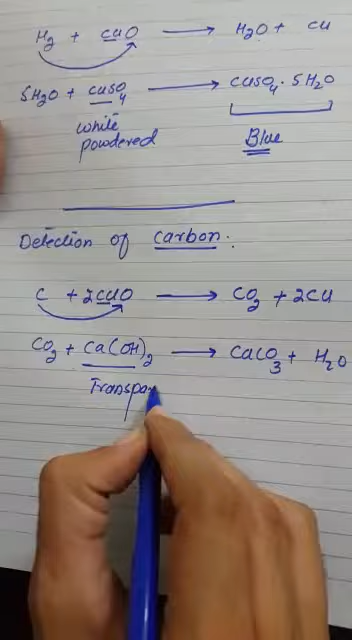 H₂ + CuO → H₂O + Cu
5H₂O + CuSO₄ → CuSO₄·5H₂O
white
powdered
Blue
Detection of carbon:
C + 2CuO → CO₂ + 2Cu
CO₂ + Ca(OH)₂ → CaCO₃ + H₂O
Transpa